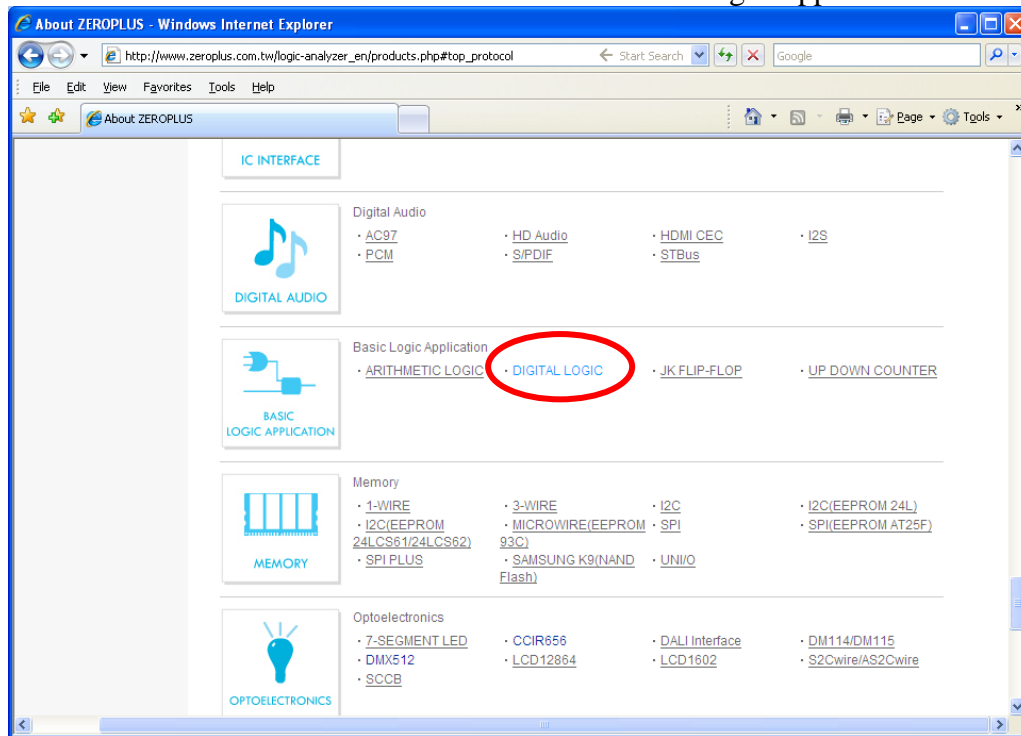 About ZEROPLUS - Windows Internet Explorer
http://www.zeroplus.com.tw/logic-analyzer_en/products.php#top_protocol
Start Search
Google
File Edit View Favorites Tools Help
About ZEROPLUS
Page
Tools
IC INTERFACE
DIGITAL AUDIO
Digital Audio
· AC97 · HD Audio · HDMI CEC · I2S
· PCM · S/PDIF · STBus
BASIC
LOGIC APPLICATION
Basic Logic Application
· ARITHMETIC LOGIC · DIGITAL LOGIC · JK FLIP-FLOP · UP DOWN COUNTER
MEMORY
Memory
· 1-WIRE · 3-WIRE · I2C · I2C(EEPROM 24L)
· I2C(EEPROM · MICROWIRE(EEPROM · SPI · SPI(EEPROM AT25F)
24LCS61/24LCS62) 93C)
· SPI PLUS · SAMSUNG K9(NAND · UNI/O
Flash)
OPTOELECTRONICS
Optoelectronics
· 7-SEGMENT LED · CCIR656 · DALI Interface · DM114/DM115
· DMX512 · LCD12864 · LCD1602 · S2Cwire/AS2Cwire
· SCCB